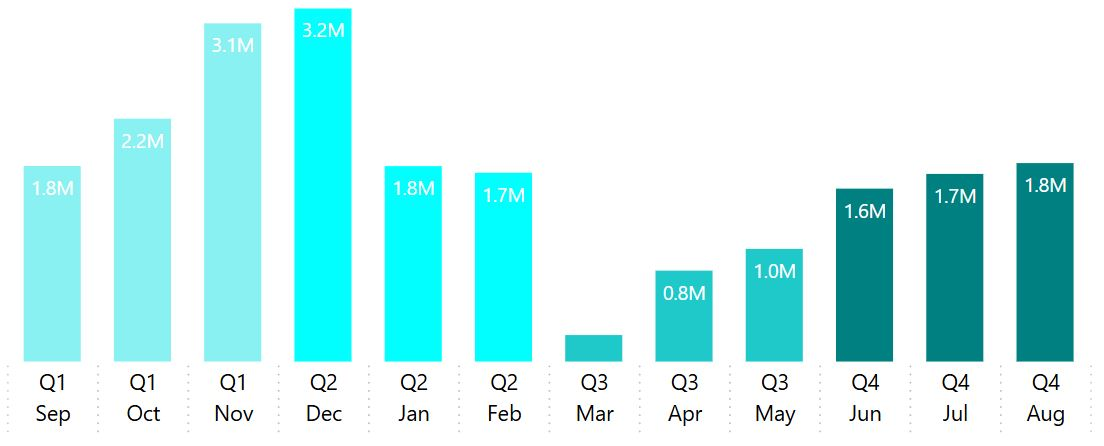 3.2M
3.1M
2.2M
1.8M 1.8M 1.7M 1.6M 1.7M 1.8M
0.8M 1.0M
Q1 Q1 Q1 Q2 Q2 Q2 Q3 Q3 Q3 Q4 Q4 Q4
Sep Oct Nov Dec Jan Feb Mar Apr May Jun Jul Aug